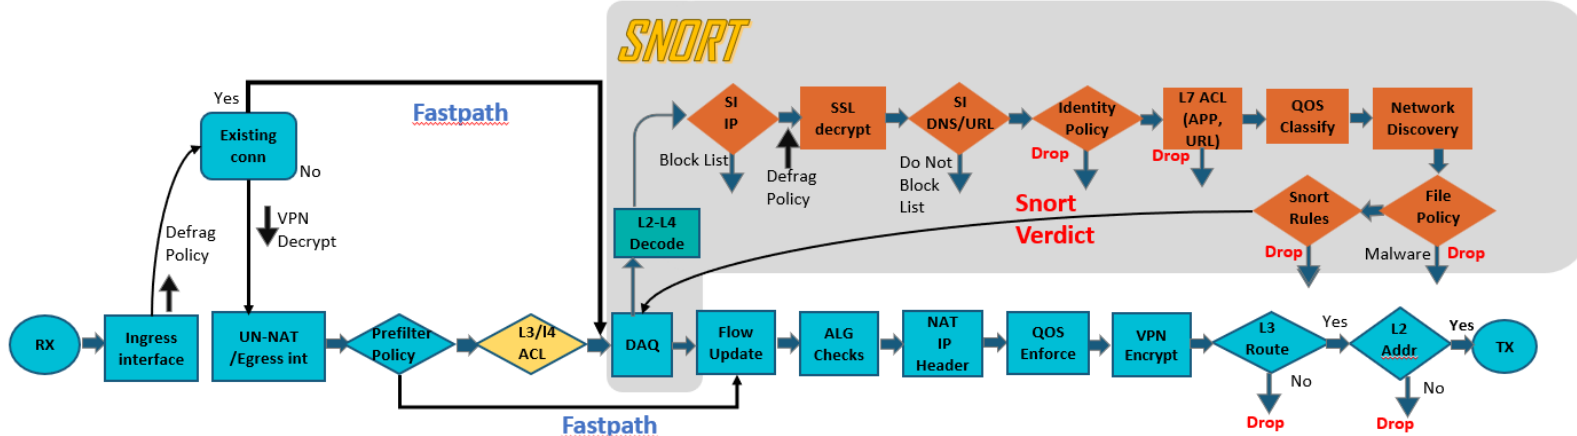 SNORT
Yes
Fastpath
Existing
conn
No
VPN
Decrypt
Defrag
Policy
RX
Ingress
interface
UN-NAT
/Egress int
Prefilter
Policy
L3/l4
ACL
Fastpath
DAQ
L2-L4
Decode
SI
IP
Block List
Defrag
Policy
SSL
decrypt
SI
DNS/URL
Do Not
Block
List
Identity
Policy
Drop
L7 ACL
(APP,
URL)
Drop
QOS
Classify
Network
Discovery
File
Policy
Malware
Drop
Snort
Rules
Drop
Snort
Verdict
Flow
Update
ALG
Checks
NAT
IP
Header
QOS
Enforce
VPN
Encrypt
L3
Route
Yes
No
Drop
L2
Addr
Yes
No
Drop
TX